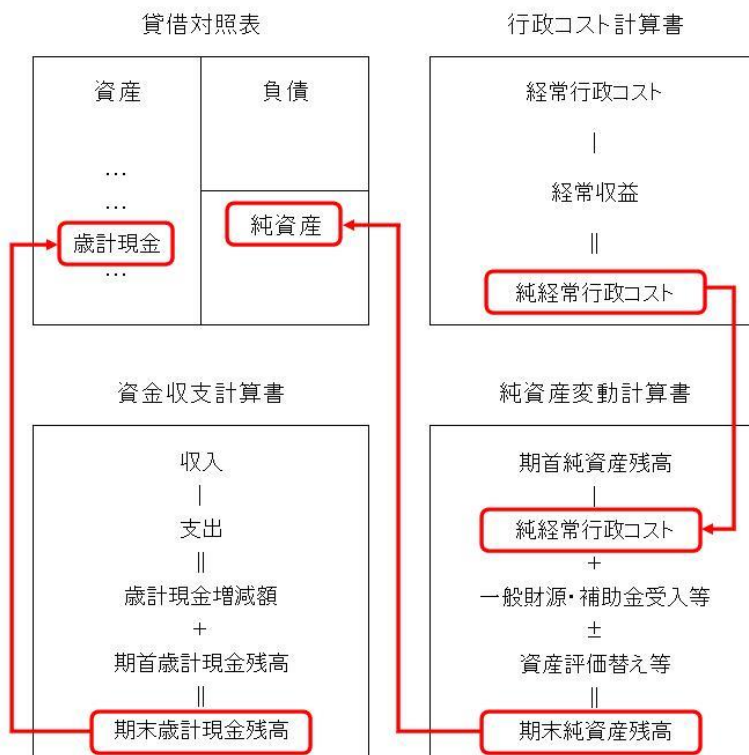 貸借対照表
資産
負債
…
…
歳計現金
…
純資産
行政コスト計算書
経常行政コスト
|
経常収益
||
純経常行政コスト
資金収支計算書
収入
|
支出
||
歳計現金増減額
+
期首歳計現金残高
||
期末歳計現金残高
純資産変動計算書
期首純資産残高
|
純経常行政コスト
+
一般財源・補助金受入等
±
資産評価替え等
||
期末純資産残高